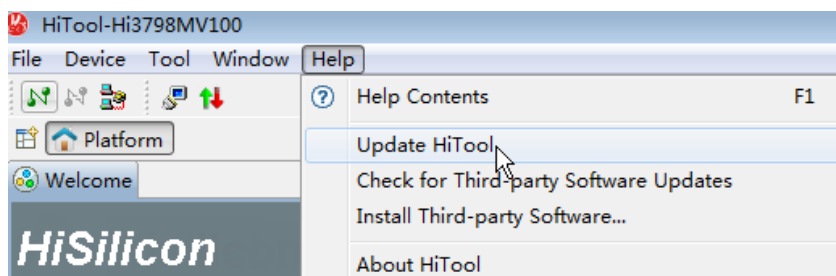 HiTool-Hi3798MV100
File Device Tool Window Help
Help Contents F1
Platform
Update HiTool
Welcome
Check for Third-party Software Updates
Install Third-party Software...
HiSilicon
About HiTool